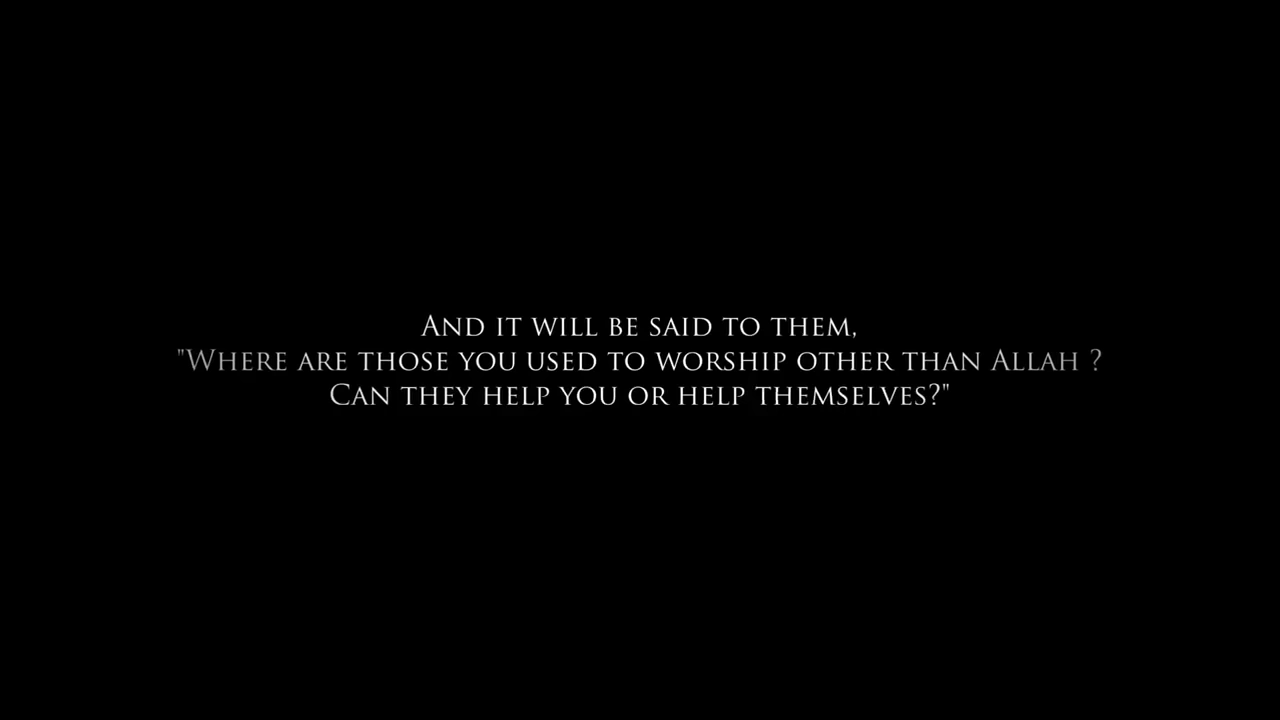 And it will be said to them,
"Where are those you used to worship other than Allah ?
Can they help you or help themselves?"